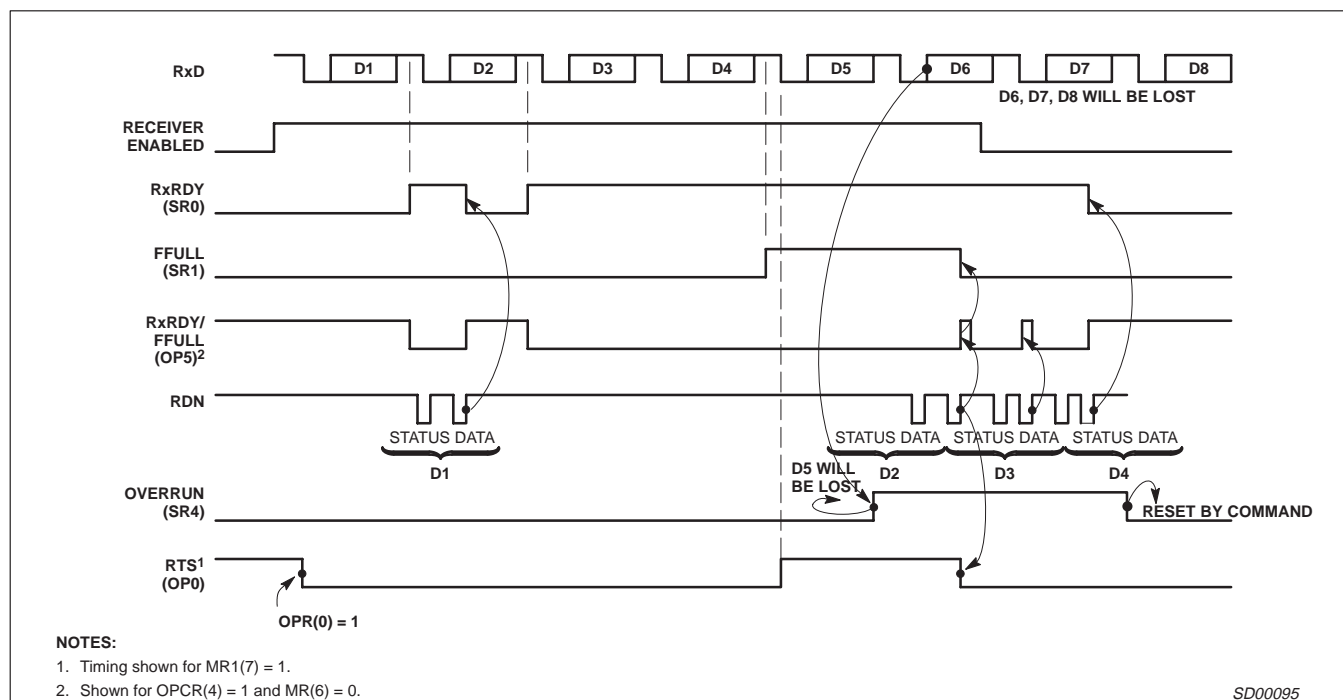 RxD
D1 D2 D3 D4 D5 D6 D7 D8
D6, D7, D8 WILL BE LOST
RECEIVER
ENABLED
RxRDY
(SR0)
FFULL
(SR1)
RxRDY/
FFULL
(OP5)2
RDN
STATUS DATA
D1
STATUS DATA
D2
STATUS DATA
D3
STATUS DATA
D4
D5 WILL
BE LOST
OVERRUN
(SR4)
RESET BY COMMAND
RTS1
(OP0)
OPR(0) = 1
NOTES:
1. Timing shown for MR1(7) = 1.
2. Shown for OPCR(4) = 1 and MR(6) = 0.
SD00095